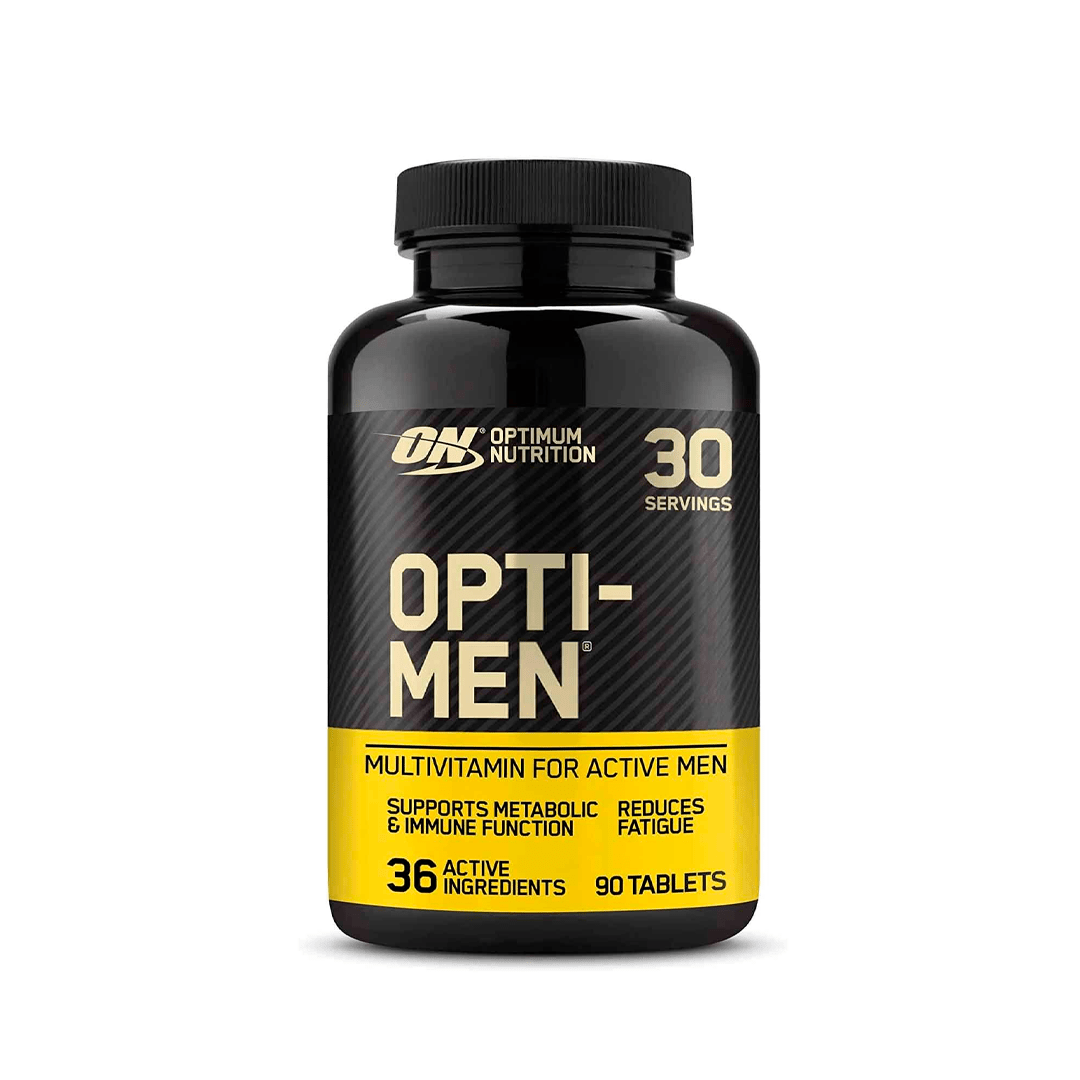 ON® OPTIMUM
NUTRITION
30
SERVINGS
OPTI-
MEN®
MULTIVITAMIN FOR ACTIVE MEN
SUPPORTS METABOLIC
& IMMUNE FUNCTION
REDUCES
FATIGUE
36 ACTIVE
INGREDIENTS
90 TABLETS